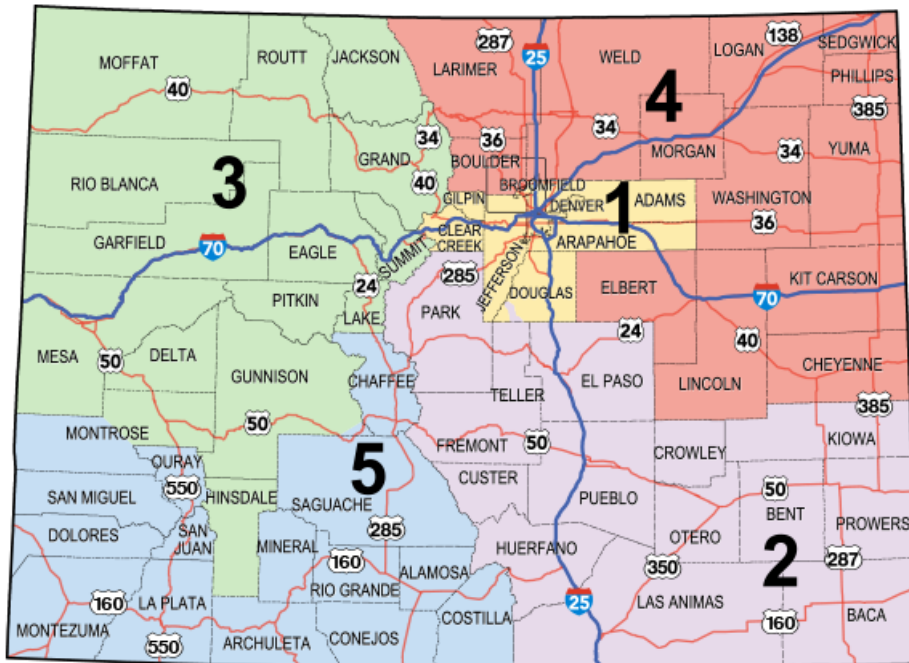 MOFFAT
ROUTT
JACKSON
287
25
LARIMER
WELD
LOGAN
138
SEDGWICK
PHILLIPS
40
4
385
34
36
34
MORGAN
34
YUMA
GRAND
BOULDER
RIO BLANCA
3
40
GILPIN
BROOMFIELD
DENVER
1
ADAMS
WASHINGTON
36
GARFIELD
70
EAGLE
SUMMIT
CLEAR
CREEK
ARAPAHOE
285
JEFFERSON
DOUGLAS
ELBERT
70
KIT CARSON
24
PITKIN
LAKE
PARK
24
MESA
50
DELTA
GUNNISON
CHAFFEE
TELLER
EL PASO
40
LINCOLN
CHEYENNE
385
MONTROSE
50
OURAY
550
5
FREMONT
50
CROWLEY
KIOWA
SAN MIGUEL
HINSDALE
SAGUACHE
CUSTER
PUEBLO
50
BENT
PROWERS
DOLORES
SAN
JUAN
MINERAL
285
HUERFANO
OTERO
287
160
ALAMOSA
350
2
160
LA PLATA
RIO GRANDE
COSTILLA
25
LAS ANIMAS
160
BACA
MONTEZUMA
550
ARCHULETA
CONEJOS